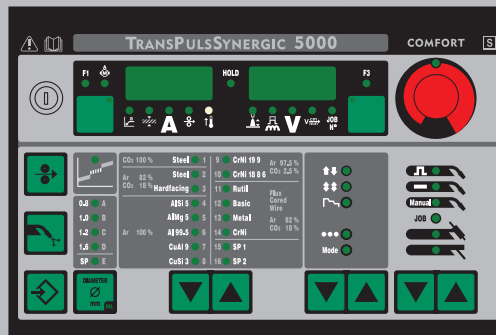 TRANSPULSSYNERGIC 5000
COMFORT
S
F1
A
HOLD
F3
A
V
JOB
N°
CO2 100 %
Steel 1
9 CrNi 19 9
Ar 97,5 %
CO2 2,5 %
Ar 82 %
CO2 18 %
Steel 2
10 CrNi 18 8 6
Hardfacing 3
11 Rutil
Flux
Cored
Wire
0.8 A
AlSi 5 4
12 Basic
1.0 B
AlMg 5 5
13 Metal
Ar 82 %
CO2 18 %
1.2 C
Ar 100 %
Al 99.5 6
14 CrNi
1.6 D
CuAl 9 7
15 SP 1
SP E
CuSi 3 8
16 SP 2
Mode
Manual
JOB
DIAMETER
Ø
mm